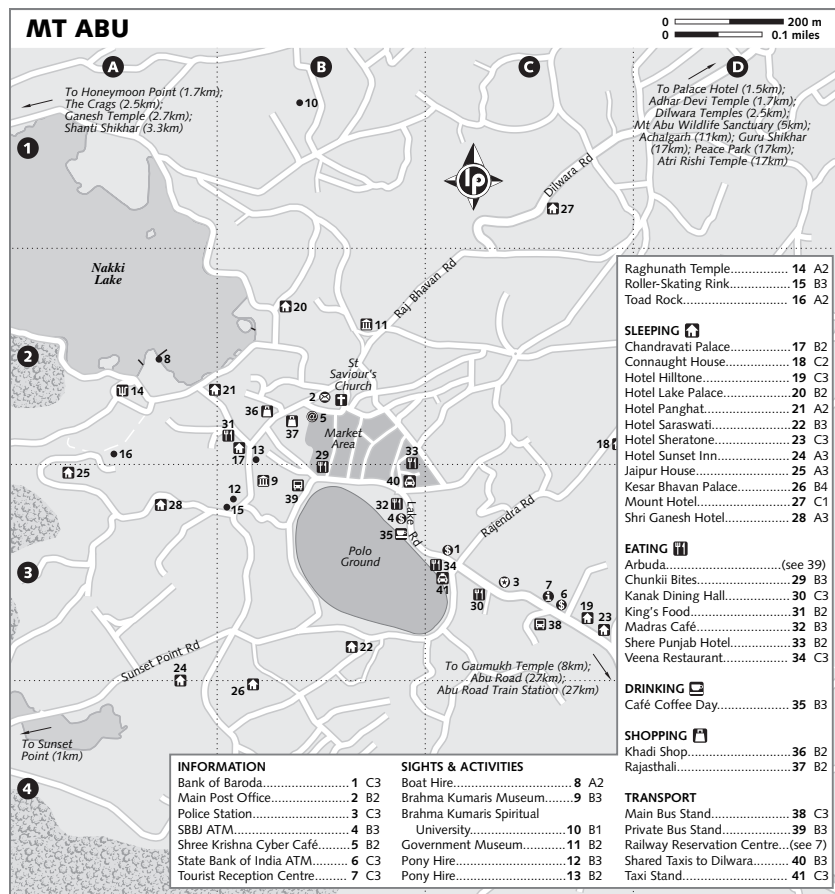 MT ABU
0 200 m
0 0.1 miles
A
B
C
D
To Honeymoon Point (1.7km);
The Crags (2.5km);
Ganesh Temple (2.7km);
Shanti Shikhar (3.3km)
10
To Palace Hotel (1.5km);
Adhar Devi Temple (1.7km);
Dilwara Temples (2.5km);
Mt Abu Wildlife Sanctuary (5km);
Achalgarh (11km); Guru Shikhar
(17km); Peace Park (17km);
Atri Rishi Temple (17km)
1
lp
Dilwara Rd
27
Nakki
Lake
Raj Bhavan Rd
20
11
2
8
St
Saviour's
Church
14
21
2
36
@ 5
37
Market
Area
31
13
17
29
33
18
16
25
9
39
40
12
15
28
32
4
Lake Rd
35
Rajendra Rd
Polo
Ground
1
3
34
41
3
30
7
6
19
23
38
22
Sunset Point Rd
24
26
To Gaumukh Temple (8km);
Abu Road (27km);
Abu Road Train Station (27km)
To Sunset
Point (1km)
4
INFORMATION
Bank of Baroda 1 C3
Main Post Office 2 B2
Police Station 3 C3
SBBJ ATM 4 B3
Shree Krishna Cyber Café 5 B2
State Bank of India ATM 6 C3
Tourist Reception Centre 7 C3
SIGHTS & ACTIVITIES
Boat Hire 8 A2
Brahma Kumaris Museum 9 B3
Brahma Kumaris Spiritual
University 10 B1
Government Museum 11 B2
Pony Hire 12 B3
Pony Hire 13 B2
Raghunath Temple 14 A2
Roller-Skating Rink 15 B3
Toad Rock 16 A2
SLEEPING
Chandravati Palace 17 B2
Connaught House 18 C2
Hotel Hilltone 19 C3
Hotel Lake Palace 20 B2
Hotel Panghat 21 A2
Hotel Saraswati 22 B3
Hotel Sheratone 23 C3
Hotel Sunset Inn 24 A3
Jaipur House 25 A3
Kesar Bhavan Palace 26 B4
Mount Hotel 27 C1
Shri Ganesh Hotel 28 A3
EATING
Arbuda (see 39)
Chunkii Bites 29 B3
Kanak Dining Hall 30 C3
King's Food 31 B2
Madras Café 32 B3
Shere Punjab Hotel 33 B2
Veena Restaurant 34 C3
DRINKING
Café Coffee Day 35 B3
SHOPPING
Khadi Shop 36 B2
Rajasthali 37 B2
TRANSPORT
Main Bus Stand 38 C3
Private Bus Stand 39 B3
Railway Reservation Centre (see 7)
Shared Taxis to Dilwara 40 B3
Taxi Stand 41 C3